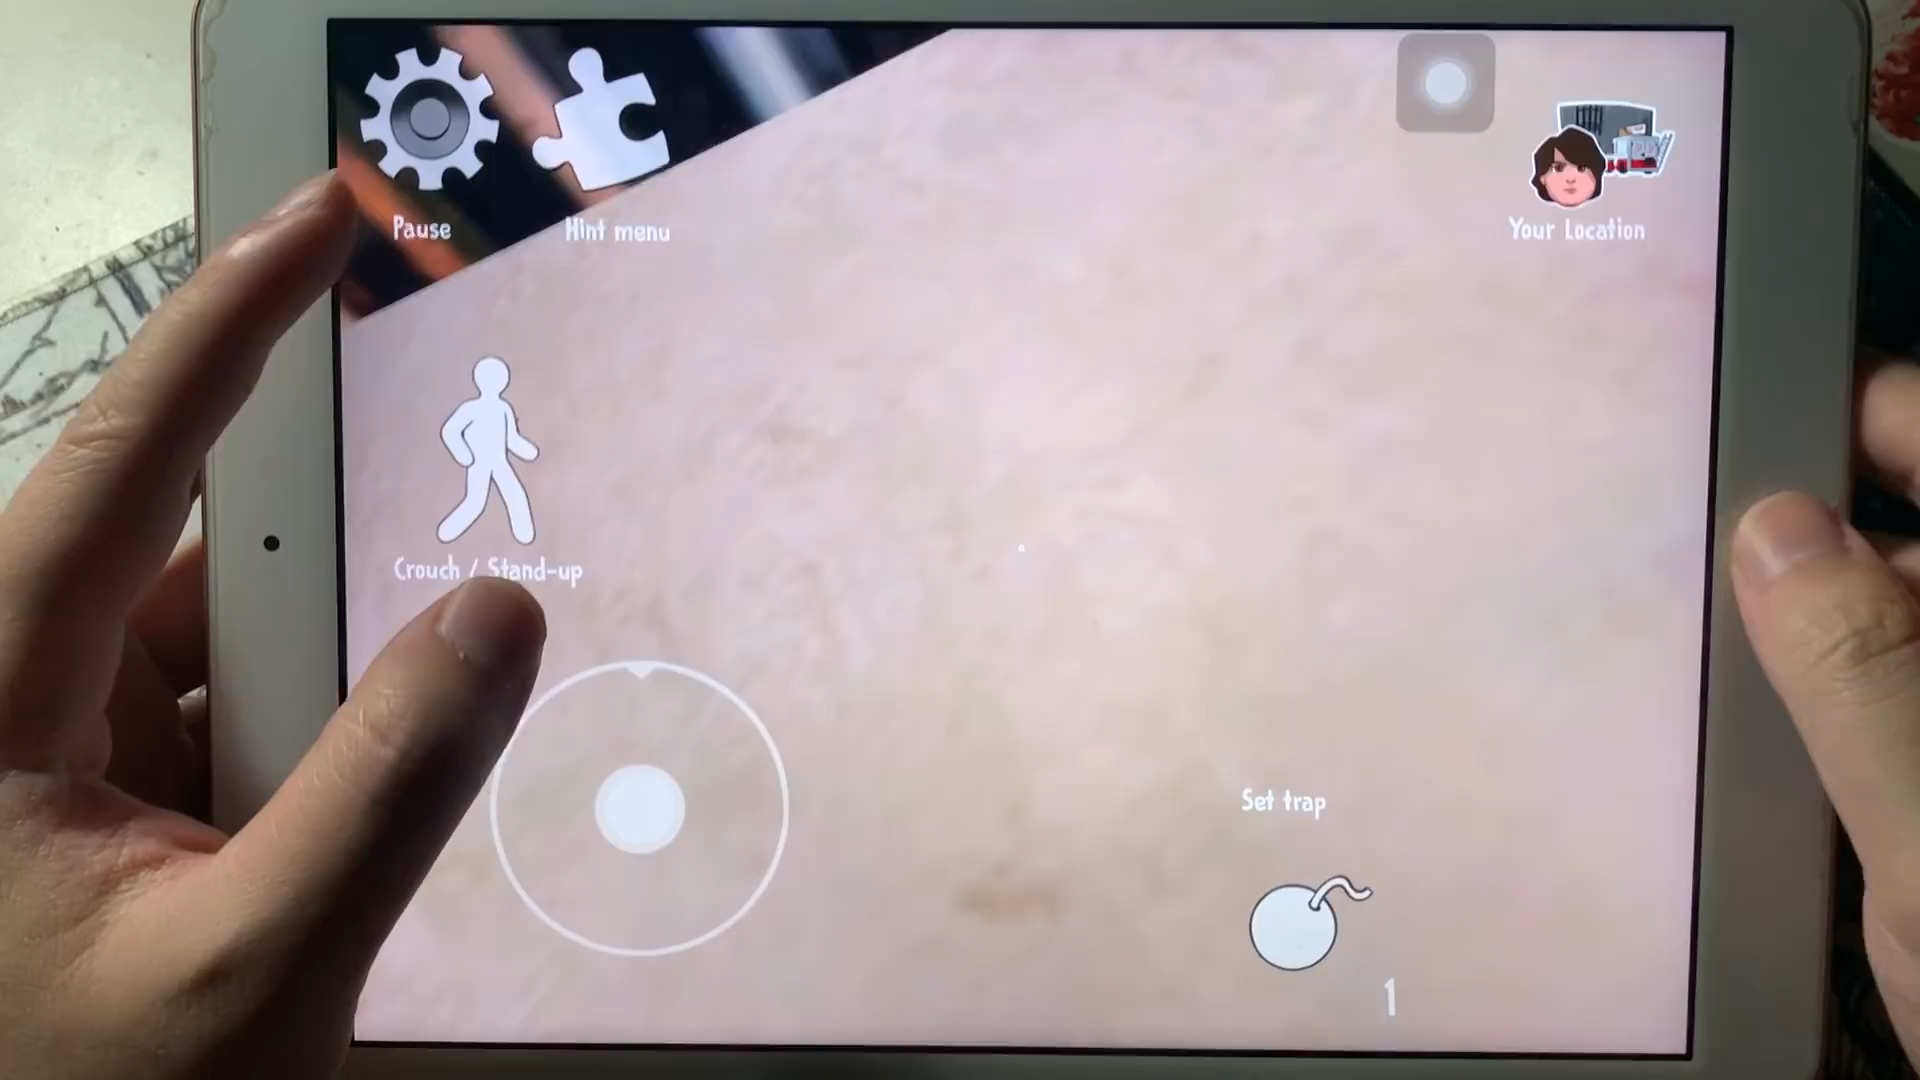 Pause
Hint menu
Your Location
Crouch / Stand-up
Set trap
1